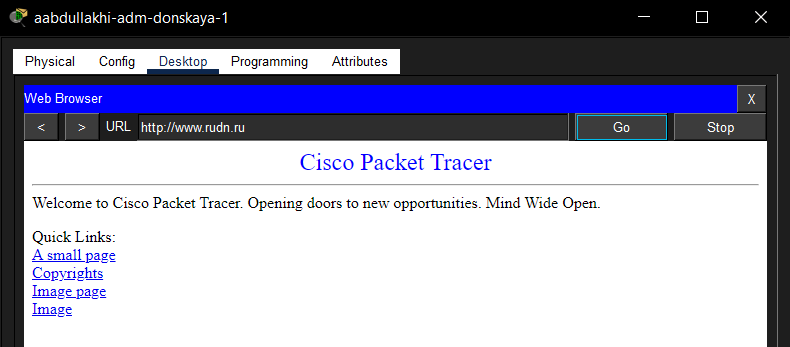 aabdullakhi-adm-donskaya-1
Physical Config Desktop Programming Attributes
Web Browser X
< > URL http://www.rudn.ru Go Stop
Cisco Packet Tracer
Welcome to Cisco Packet Tracer. Opening doors to new opportunities. Mind Wide Open.
Quick Links:
A small page
Copyrights
Image page
Image